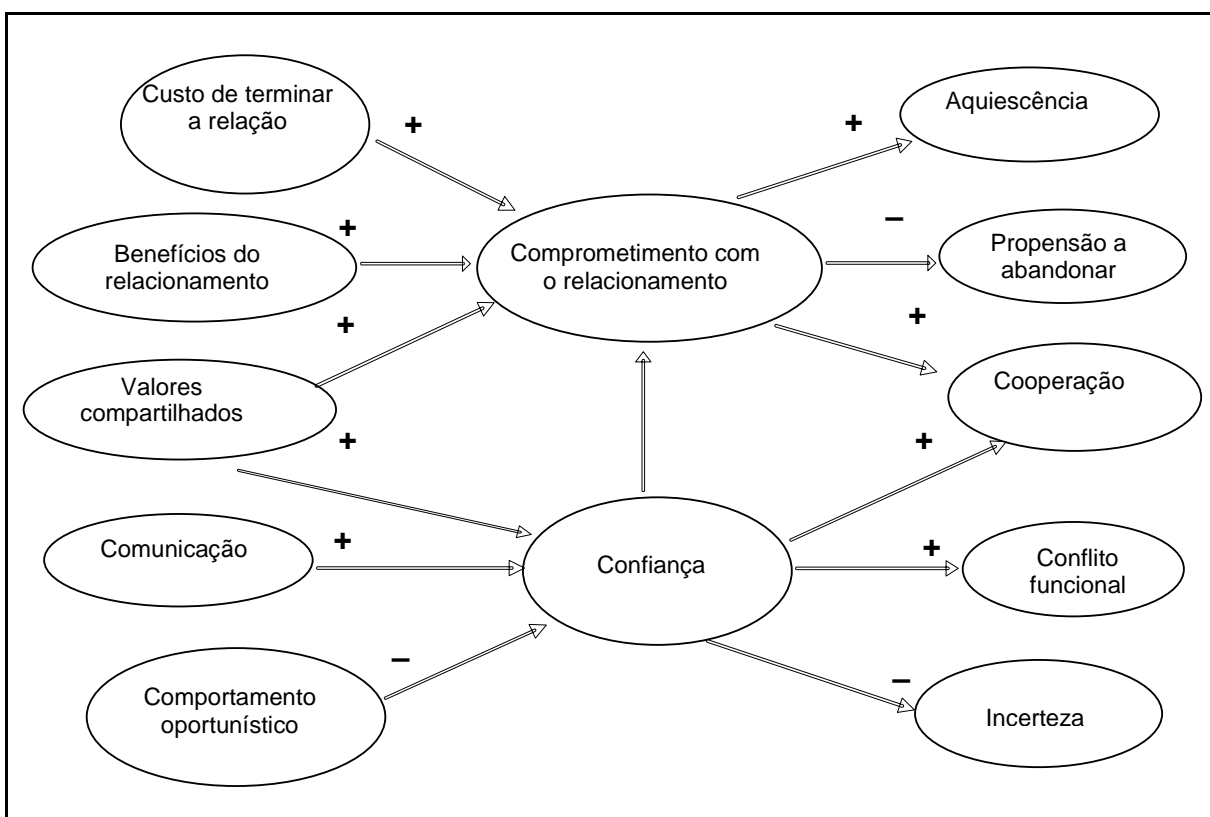 Custo de terminar
a relação
+
+
Aquiescência
Benefícios do
relacionamento
+
Comprometimento com
o relacionamento
–
Propensão a
abandonar
+
+
Valores
compartilhados
Cooperação
+
+
Comunicação
+
Confiança
+
Conflito
funcional
–
Comportamento
oportunístico
–
Incerteza